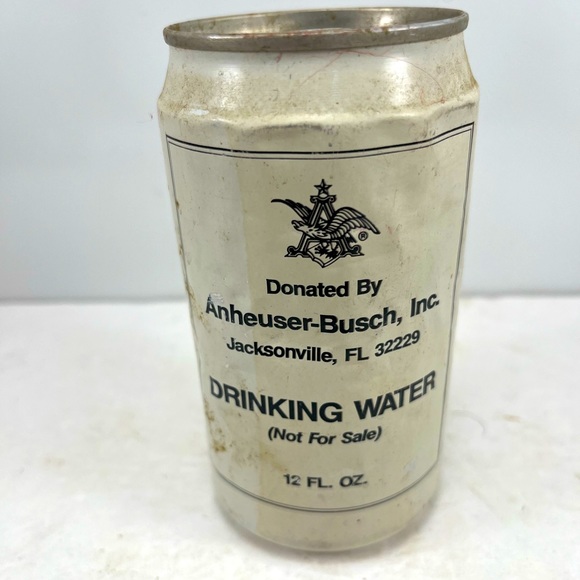 ®
Donated By
Anheuser-Busch, Inc.
Jacksonville, FL 32229
DRINKING WATER
(Not For Sale)
12 FL. OZ.